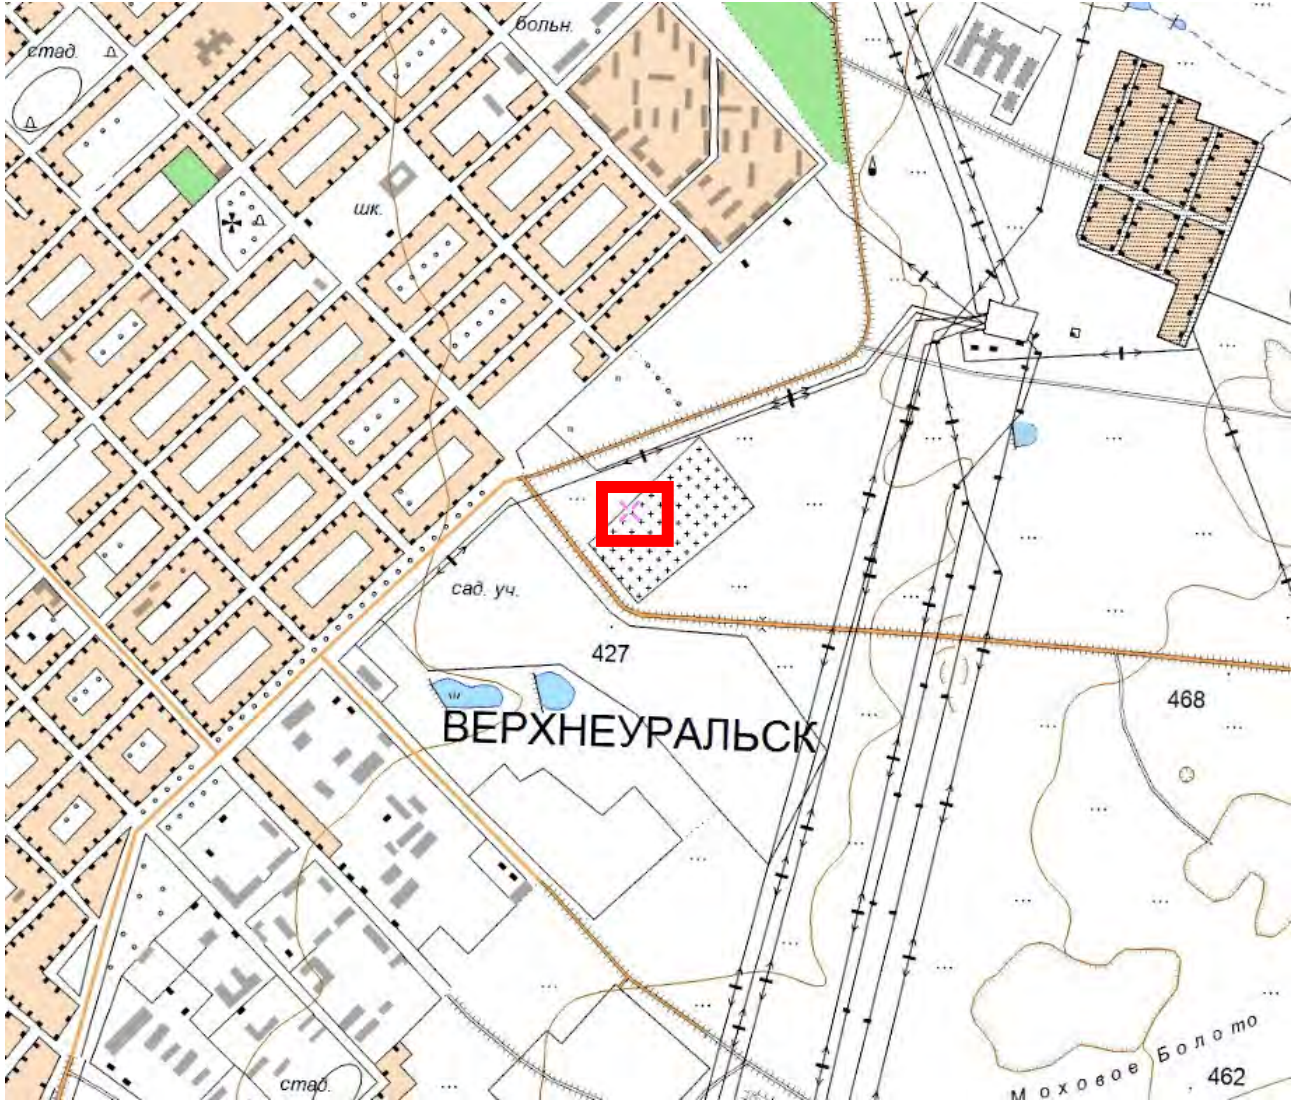 больн.
стад.
шк.
сад. уч.
427
468
ВЕРХНЕУРАЛЬСК
Моховое Болото
462
стад.